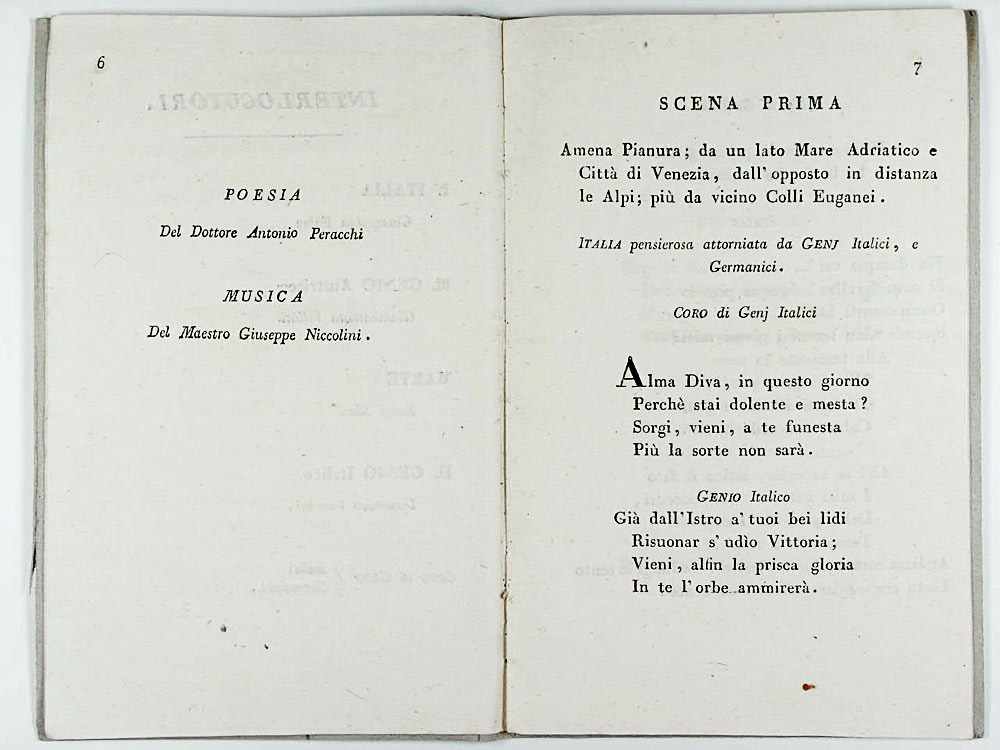 6
POESIA
Del Dottore Antonio Peracchi
MUSICA
Del Maestro Giuseppe Niccolini.
7
SCENA PRIMA
Amena Pianura; da un lato Mare Adriatico e
Città di Venezia, dall'opposto in distanza
le Alpi; più da vicino Colli Euganei.
ITALIA pensierosa attorniata da GENJ Italici, e
Germanici.
CORO di Genj Italici
Alma Diva, in questo giorno
Perchè stai dolente e mesta?
Sorgi, vieni, a te funesta
Più la sorte non sarà.
GENIO Italico
Già dall'Istro a' tuoi bei lidi
Risuonar s' udìo Vittoria;
Vieni, alfin la prisca gloria
In te l'orbe ammirerà.